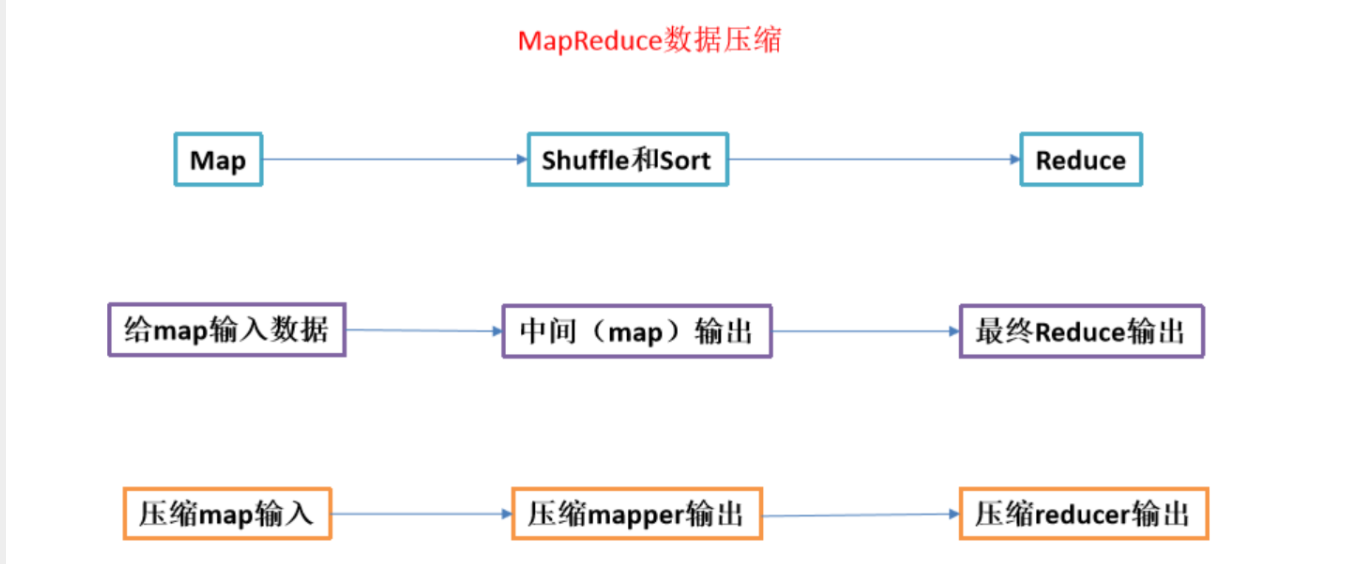 MapReduce数据压缩
Map
Shuffle和Sort
Reduce
给map输入数据
中间（map）输出
最终Reduce输出
压缩map输入
压缩mapper输出
压缩reducer输出